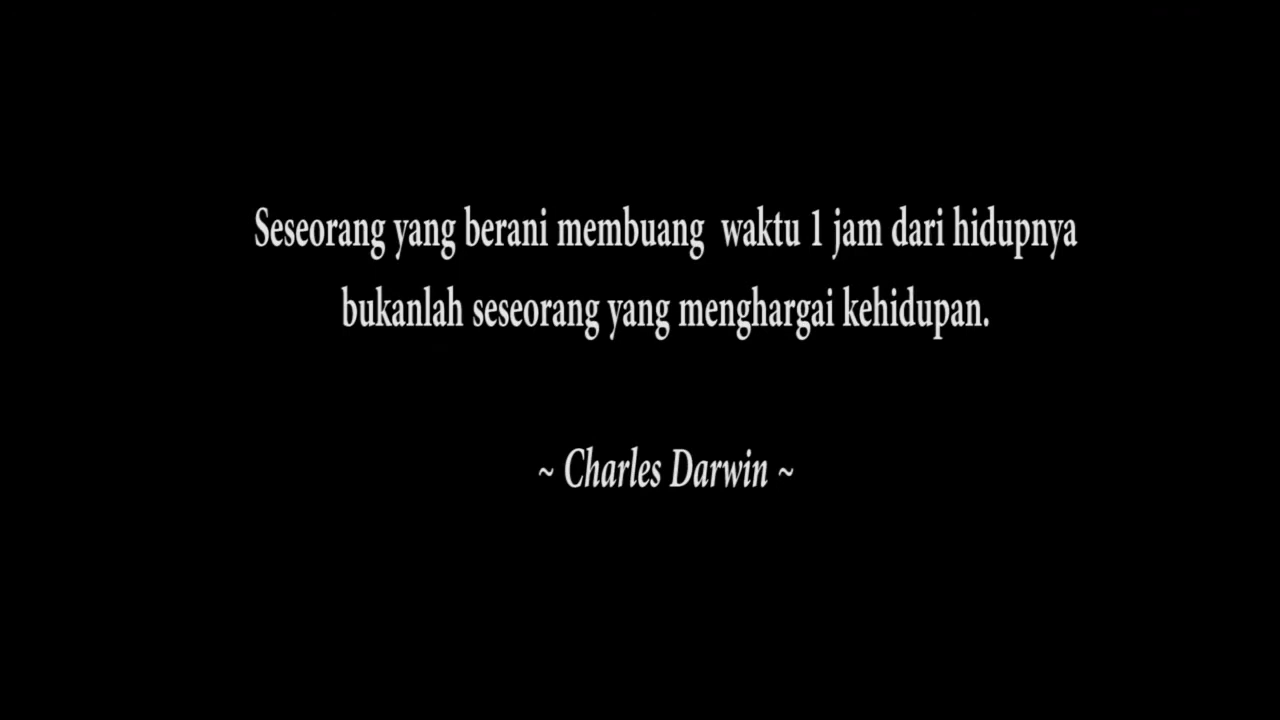 Seseorang yang berani membuang  waktu 1 jam dari hidupnya
bukanlah seseorang yang menghargai kehidupan.
~ Charles Darwin ~